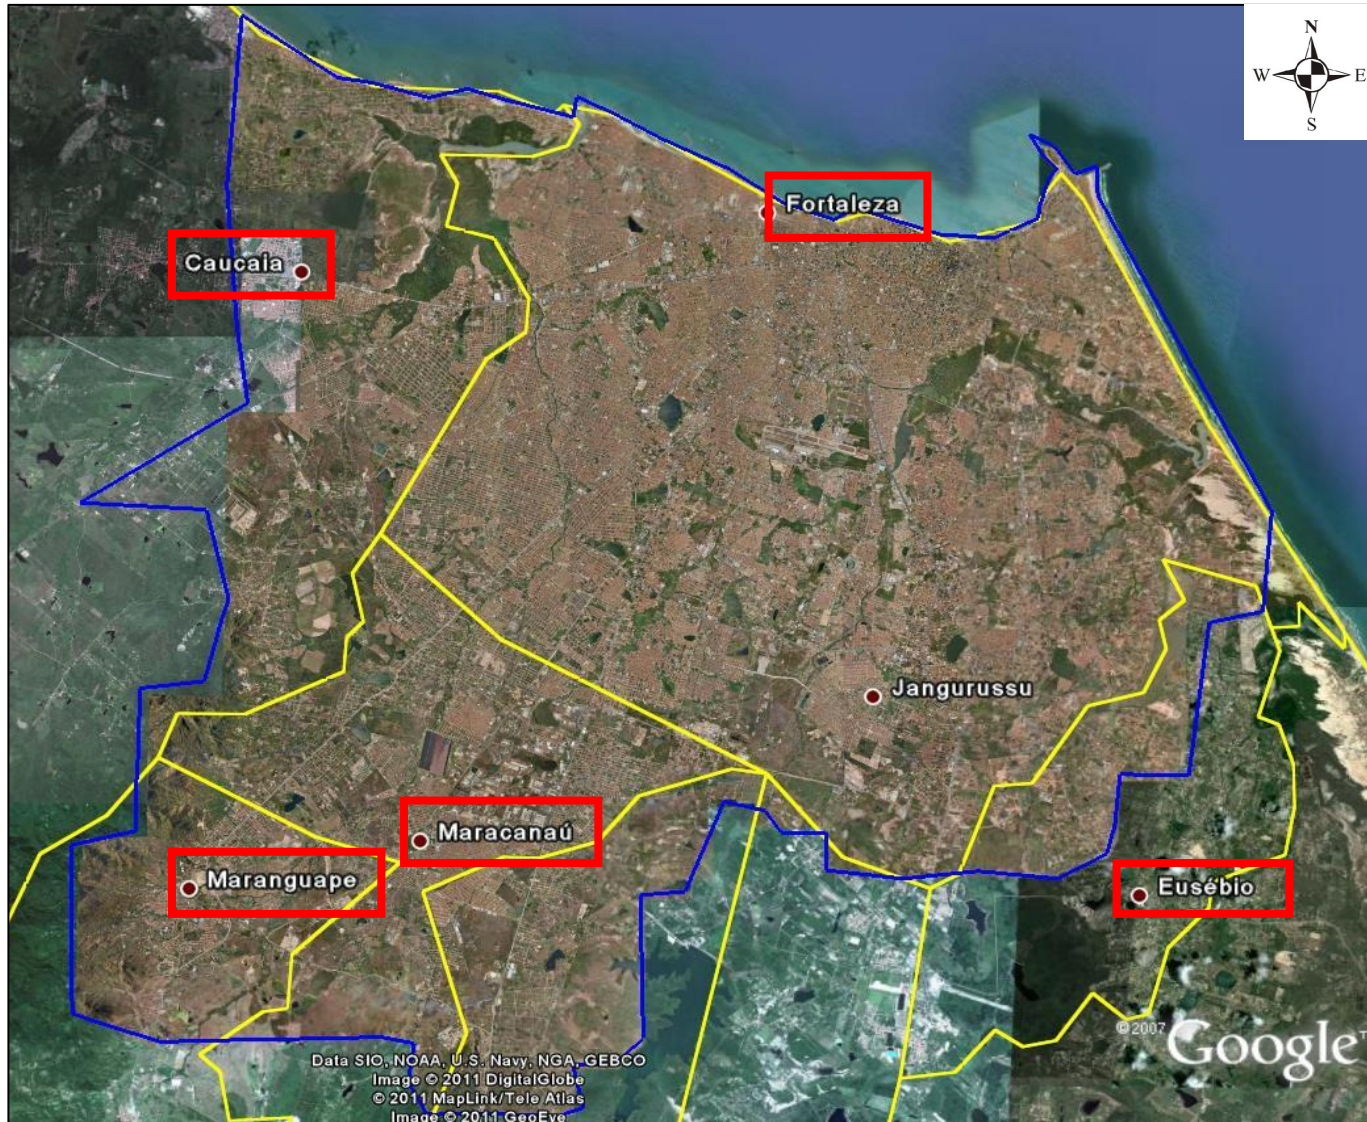 N
W E
S
Fortaleza
Caucaia
Jangurussu
Maracanaú
Maranguape
Eusébio
©2007 Google™
Data SIO, NOAA, U.S. Navy, NGA, GEBCO
Image © 2011 DigitalGlobe
© 2011 MapLink/Tele Atlas
Image © 2011 GeoEye